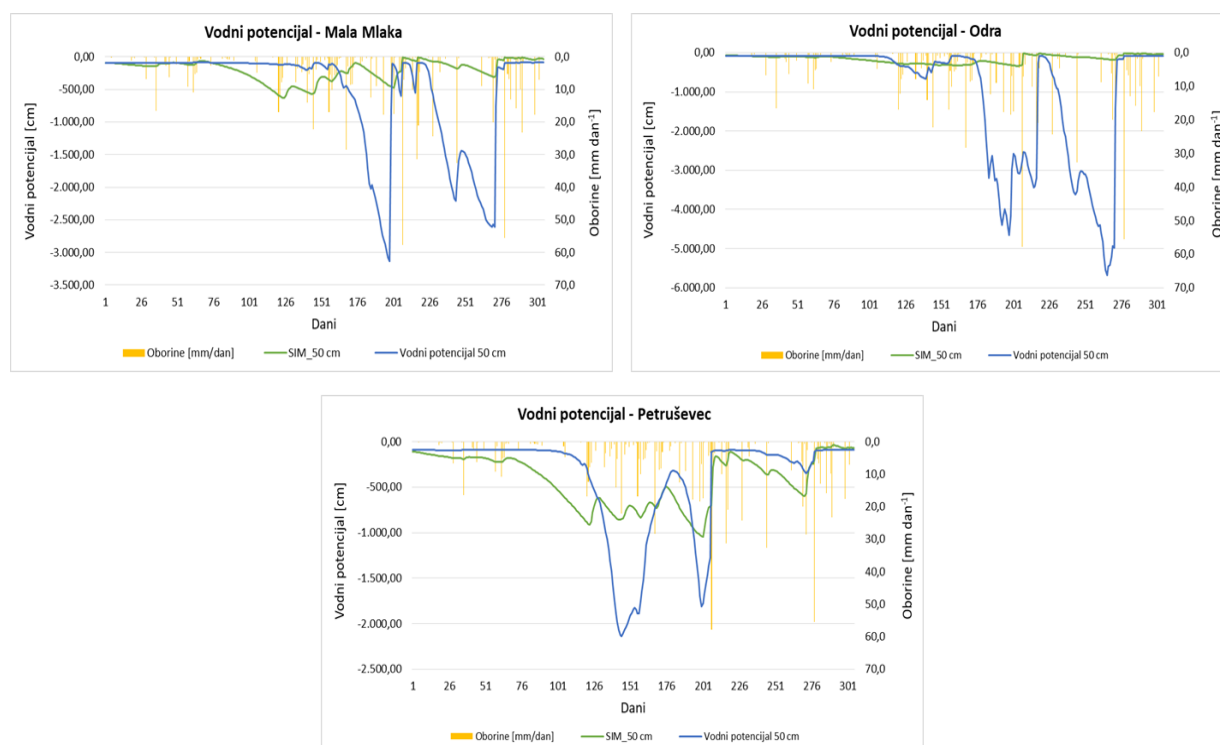 Vodni potencijal - Mala Mlaka
Vodni potencijal [cm]
0,00
-500,00
-1.000,00
-1.500,00
-2.000,00
-2.500,00
-3.000,00
-3.500,00
0,0
10,0
20,0
30,0
40,0
50,0
60,0
70,0
Oborine [mm dan⁻¹]
1 26 51 76 101 126 151 176 201 226 251 276 301
Dani
Oborine [mm/dan] SIM_50 cm Vodni potencijal 50 cm
Vodni potencijal - Odra
Vodni potencijal [cm]
0,00
-1.000,00
-2.000,00
-3.000,00
-4.000,00
-5.000,00
-6.000,00
0,0
10,0
20,0
30,0
40,0
50,0
60,0
70,0
Oborine [mm dan⁻¹]
1 26 51 76 101 126 151 176 201 226 251 276 301
Dani
Oborine [mm/dan] SIM_50 cm Vodni potencijal 50 cm
Vodni potencijal - Petruševec
Vodni potencijal [cm]
0,00
-500,00
-1.000,00
-1.500,00
-2.000,00
-2.500,00
0,0
10,0
20,0
30,0
40,0
50,0
60,0
70,0
Oborine [mm dan⁻¹]
1 26 51 76 101 126 151 176 201 226 251 276 301
Dani
Oborine [mm/dan] SIM_50 cm Vodni potencijal 50 cm